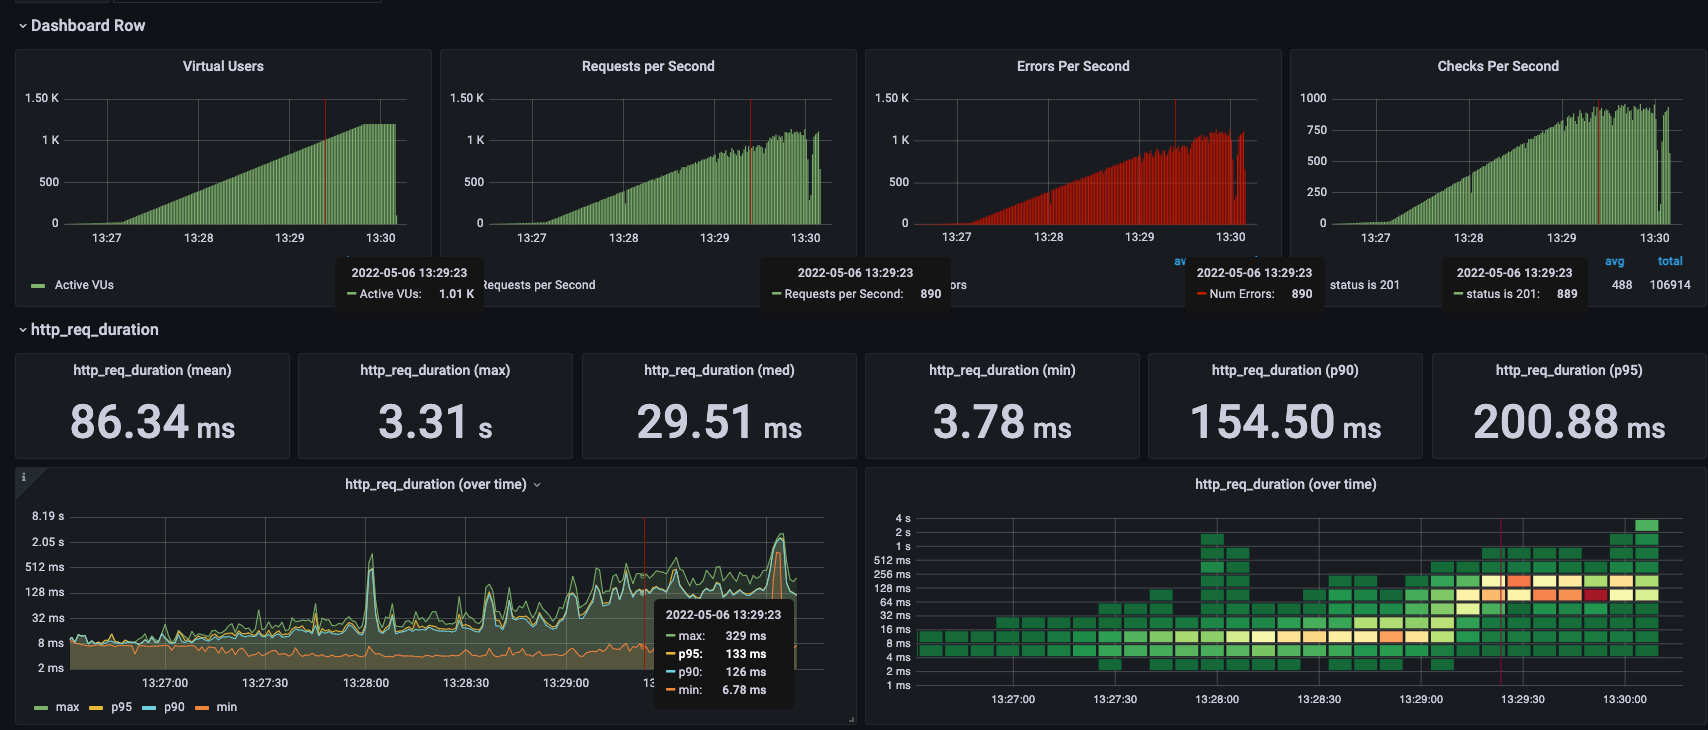 Dashboard Row
Virtual Users
1.50 K
1 K
500
0
13:27 13:28 13:29 13:30
Active VUs
2022-05-06 13:29:23
Active VUs: 1.01 K
Requests per Second
1.50 K
1 K
500
0
13:27 13:28 13:29 13:30
Requests per Second
2022-05-06 13:29:23
Requests per Second: 890
Errors Per Second
1.50 K
1 K
500
0
13:27 13:28 13:29 13:30
av
ors
2022-05-06 13:29:23
Num Errors: 890
Checks Per Second
1000
750
500
250
0
13:27 13:28 13:29 13:30
avg total
status is 201 488 106914
2022-05-06 13:29:23
status is 201: 889
http_req_duration
http_req_duration (mean)
86.34 ms
http_req_duration (max)
3.31 s
http_req_duration (med)
29.51 ms
http_req_duration (min)
3.78 ms
http_req_duration (p90)
154.50 ms
http_req_duration (p95)
200.88 ms
i
http_req_duration (over time)
8.19 s
2.05 s
512 ms
128 ms
32 ms
8 ms
2 ms
13:27:00 13:27:30 13:28:00 13:28:30 13:29:00 13
max p95 p90 min
2022-05-06 13:29:23
max: 329 ms
p95: 133 ms
p90: 126 ms
min: 6.78 ms
http_req_duration (over time)
4 s
2 s
1 s
512 ms
256 ms
128 ms
64 ms
32 ms
16 ms
8 ms
4 ms
2 ms
1 ms
13:27:00 13:27:30 13:28:00 13:28:30 13:29:00 13:29:30 13:30:00